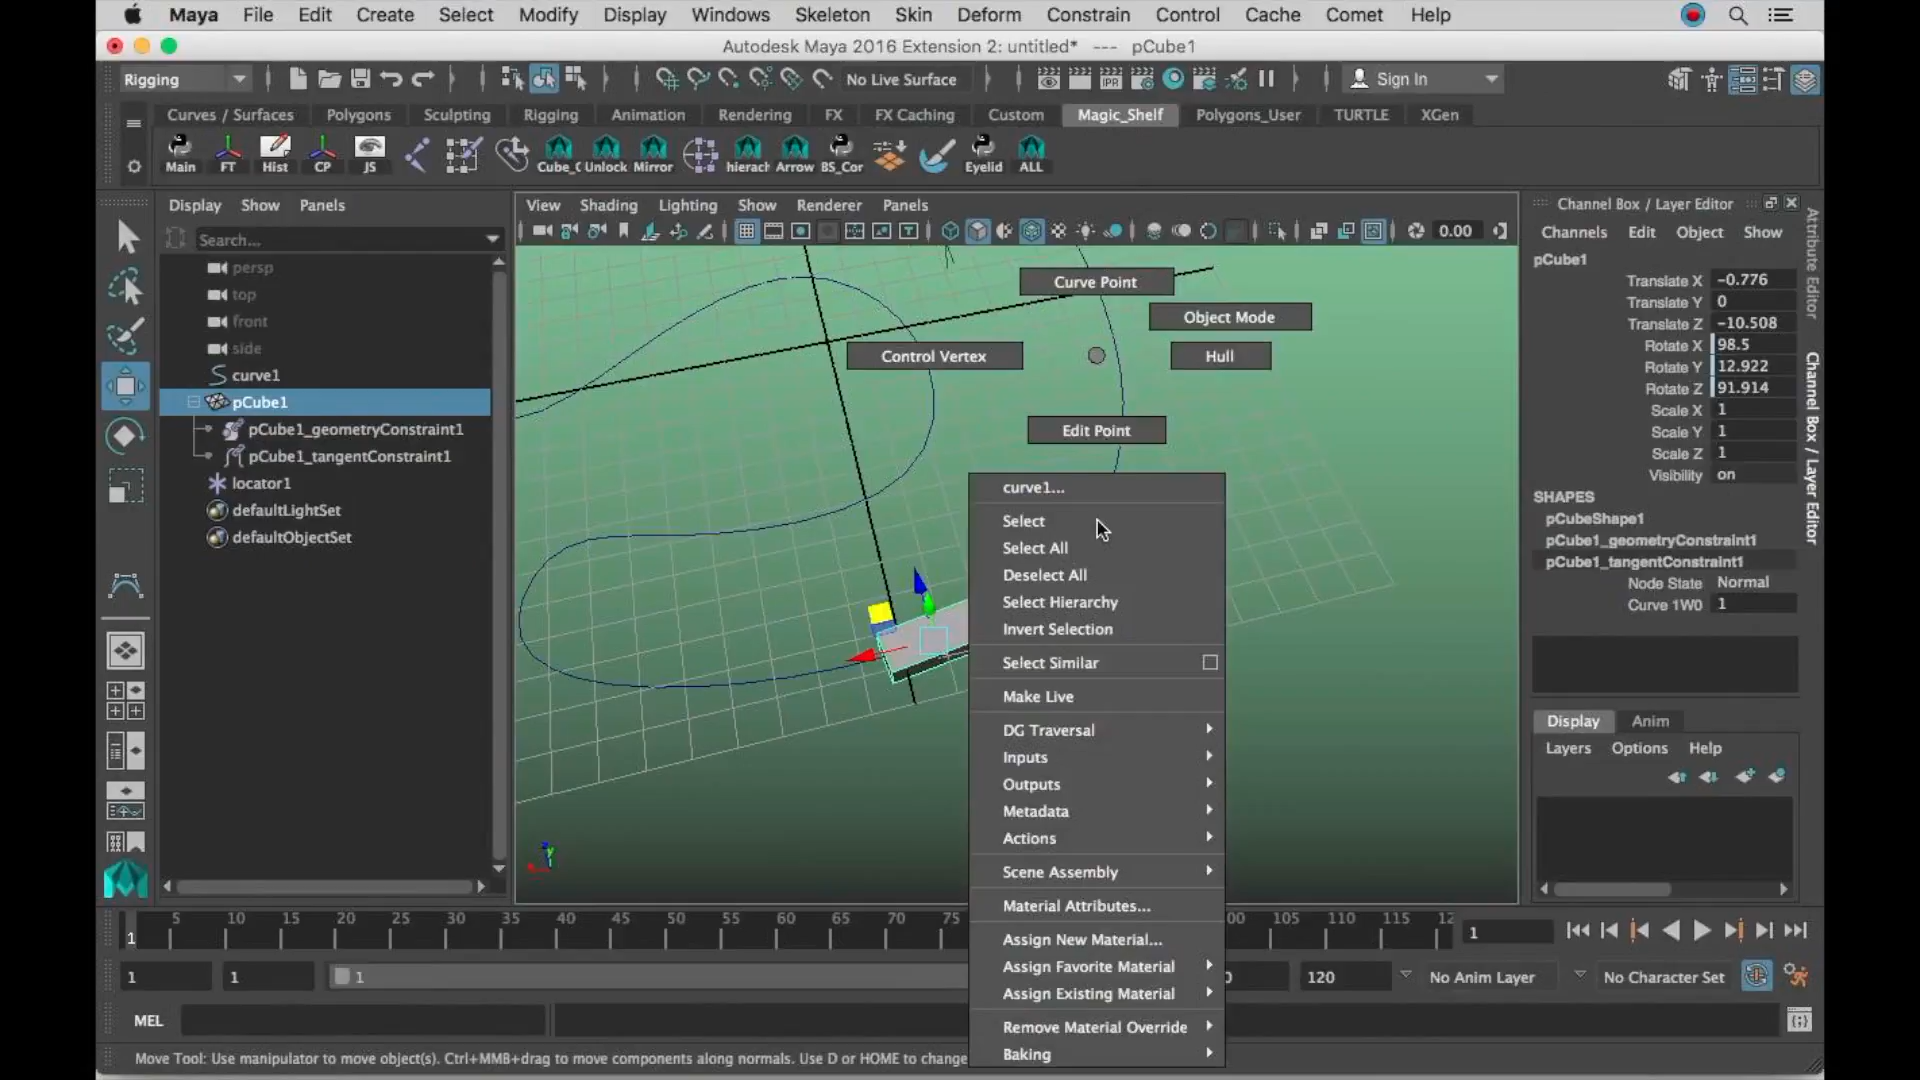 Maya File Edit Create Select Modify Display Windows Skeleton Skin Deform Constrain Control Cache Comet Help
Autodesk Maya 2016 Extension 2: untitled* --- pCube1
Rigging No Live Surface IPR Sign In
Curves / Surfaces Polygons Sculpting Rigging Animation Rendering FX FX Caching Custom Magic_Shelf Polygons_User TURTLE XGen
Main FT Hist CP JS Cube_C Unlock Mirror hierach Arrow BS_Cor Eyelid ALL
Display Show Panels
View Shading Lighting Show Renderer Panels
0.00
Search...
persp
top
front
side
curve1
pCube1
pCube1_geometryConstraint1
pCube1_tangentConstraint1
locator1
defaultLightSet
defaultObjectSet
Curve Point
Object Mode
Control Vertex
Hull
Edit Point
curve1...
Select
Select All
Deselect All
Select Hierarchy
Invert Selection
Select Similar
Make Live
DG Traversal
Inputs
Outputs
Metadata
Actions
Scene Assembly
Material Attributes...
Assign New Material...
Assign Favorite Material
Assign Existing Material
Remove Material Override
Baking
Channel Box / Layer Editor
Channels Edit Object Show
pCube1
Translate X -0.776
Translate Y 0
Translate Z -10.508
Rotate X 98.5
Rotate Y 12.922
Rotate Z 91.914
Scale X 1
Scale Y 1
Scale Z 1
Visibility on
SHAPES
pCubeShape1
pCube1_geometryConstraint1
pCube1_tangentConstraint1
Node State Normal
Curve 1W0 1
Display Anim
Layers Options Help
Attribute Editor
Channel Box / Layer Editor
5 10 15 20 25 30 35 40 45 50 55 60 65 70 75 00 105 110 115 12
1
1
1 1 1 0 120 No Anim Layer No Character Set
MEL
Move Tool: Use manipulator to move object(s). Ctrl+MMB+drag to move components along normals. Use D or HOME to change